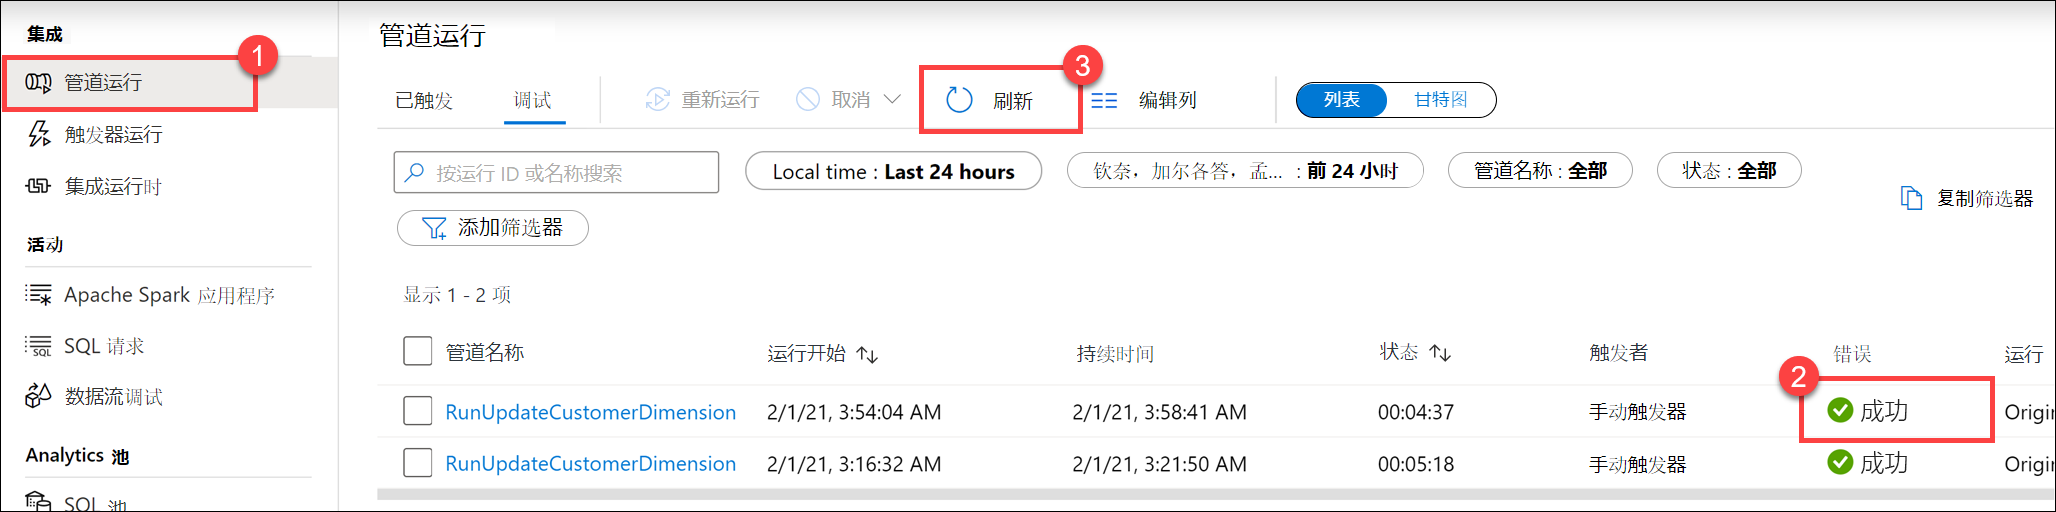 集成
1
管道运行
触发器运行
集成运行时
活动
Apache Spark 应用程序
SQL 请求
数据流调试
Analytics 池
SQL 池
管道运行
已触发 调试 重新运行 取消 3 刷新 编辑列 列表 甘特图
按运行 ID 或名称搜索 Local time : Last 24 hours 钦奈，加尔各答，孟... : 前 24 小时 管道名称 : 全部 状态 : 全部
添加筛选器 复制筛选器
显示 1 - 2 项
管道名称 运行开始 持续时间 状态 触发者 错误 运行
2
RunUpdateCustomerDimension 2/1/21, 3:54:04 AM 2/1/21, 3:58:41 AM 00:04:37 手动触发器 成功 Origin
RunUpdateCustomerDimension 2/1/21, 3:16:32 AM 2/1/21, 3:21:50 AM 00:05:18 手动触发器 成功 Origin